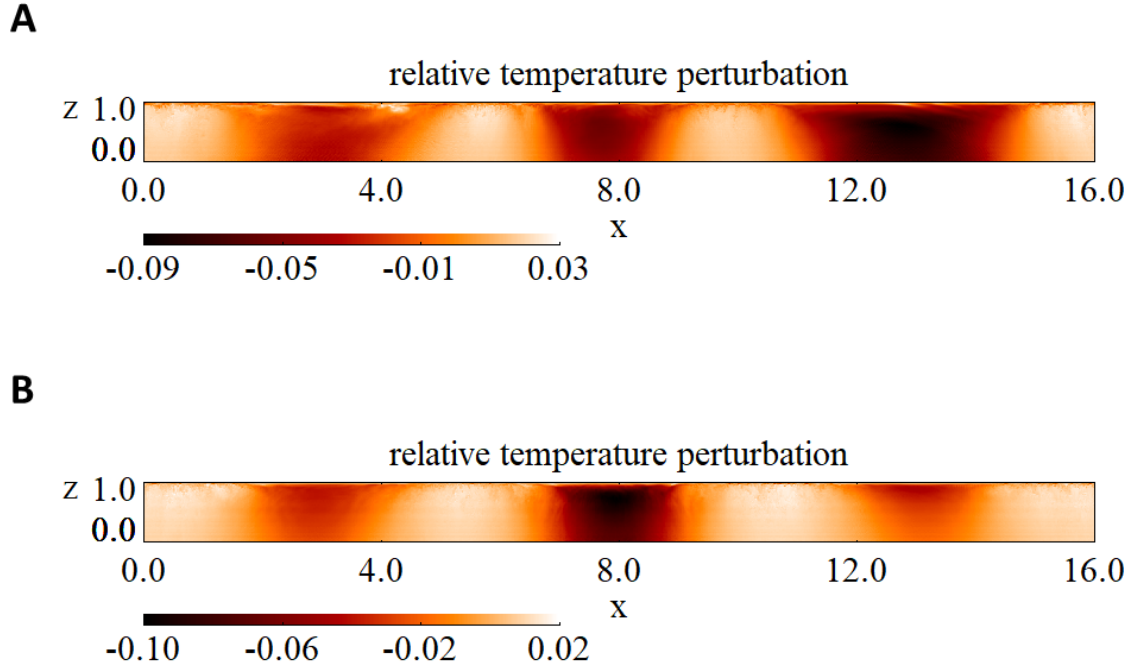 A
relative temperature perturbation
z 1.0
0.0
0.0 4.0 8.0 12.0 16.0
x
-0.09 -0.05 -0.01 0.03
B
relative temperature perturbation
z 1.0
0.0
0.0 4.0 8.0 12.0 16.0
x
-0.10 -0.06 -0.02 0.02